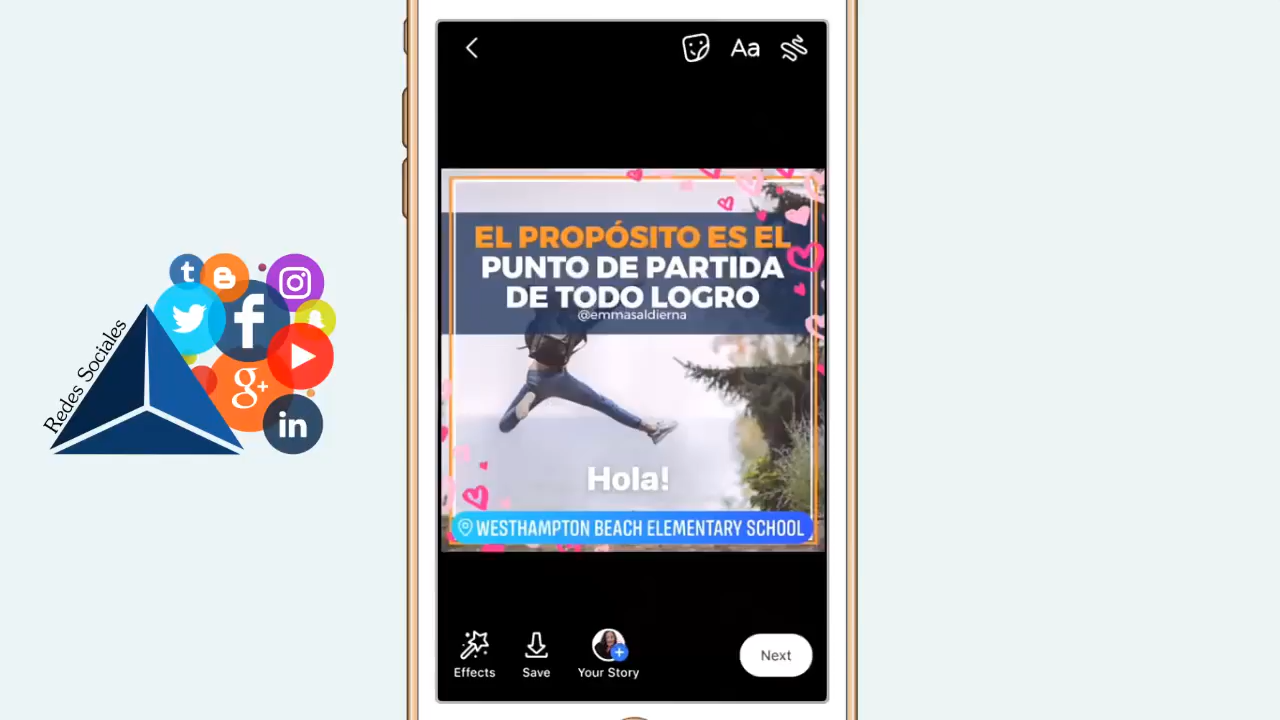 Aa
EL PROPÓSITO ES EL
PUNTO DE PARTIDA
DE TODO LOGRO
@emmasaldierna
Hola!
WESTHAMPTON BEACH ELEMENTARY SCHOOL
Effects
Save
Your Story
Next
Redes Sociales
t
f
g+
in